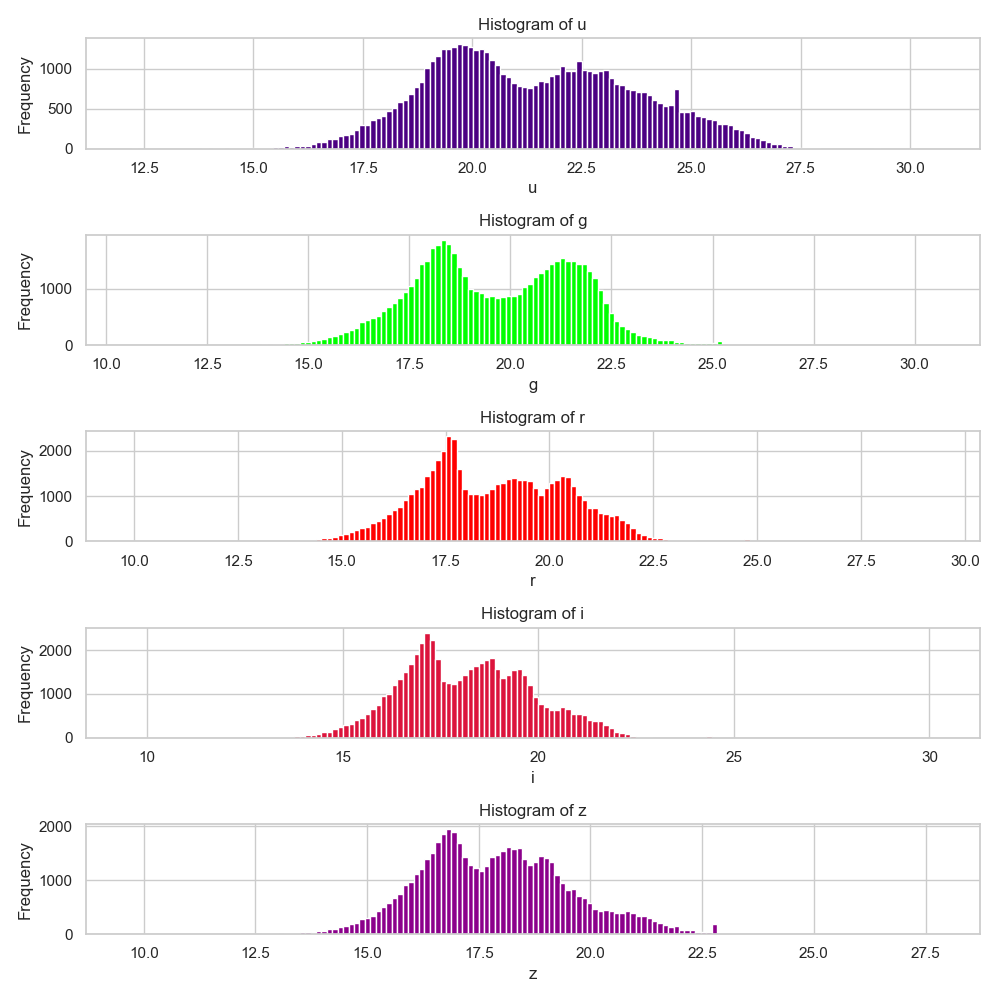 Histogram of u
Frequency
1000
500
0
12.5 15.0 17.5 20.0 22.5 25.0 27.5 30.0
u
Histogram of g
Frequency
1000
0
10.0 12.5 15.0 17.5 20.0 22.5 25.0 27.5 30.0
g
Histogram of r
Frequency
2000
1000
0
10.0 12.5 15.0 17.5 20.0 22.5 25.0 27.5 30.0
r
Histogram of i
Frequency
2000
1000
0
10 15 20 25 30
i
Histogram of z
Frequency
2000
1000
0
10.0 12.5 15.0 17.5 20.0 22.5 25.0 27.5
z